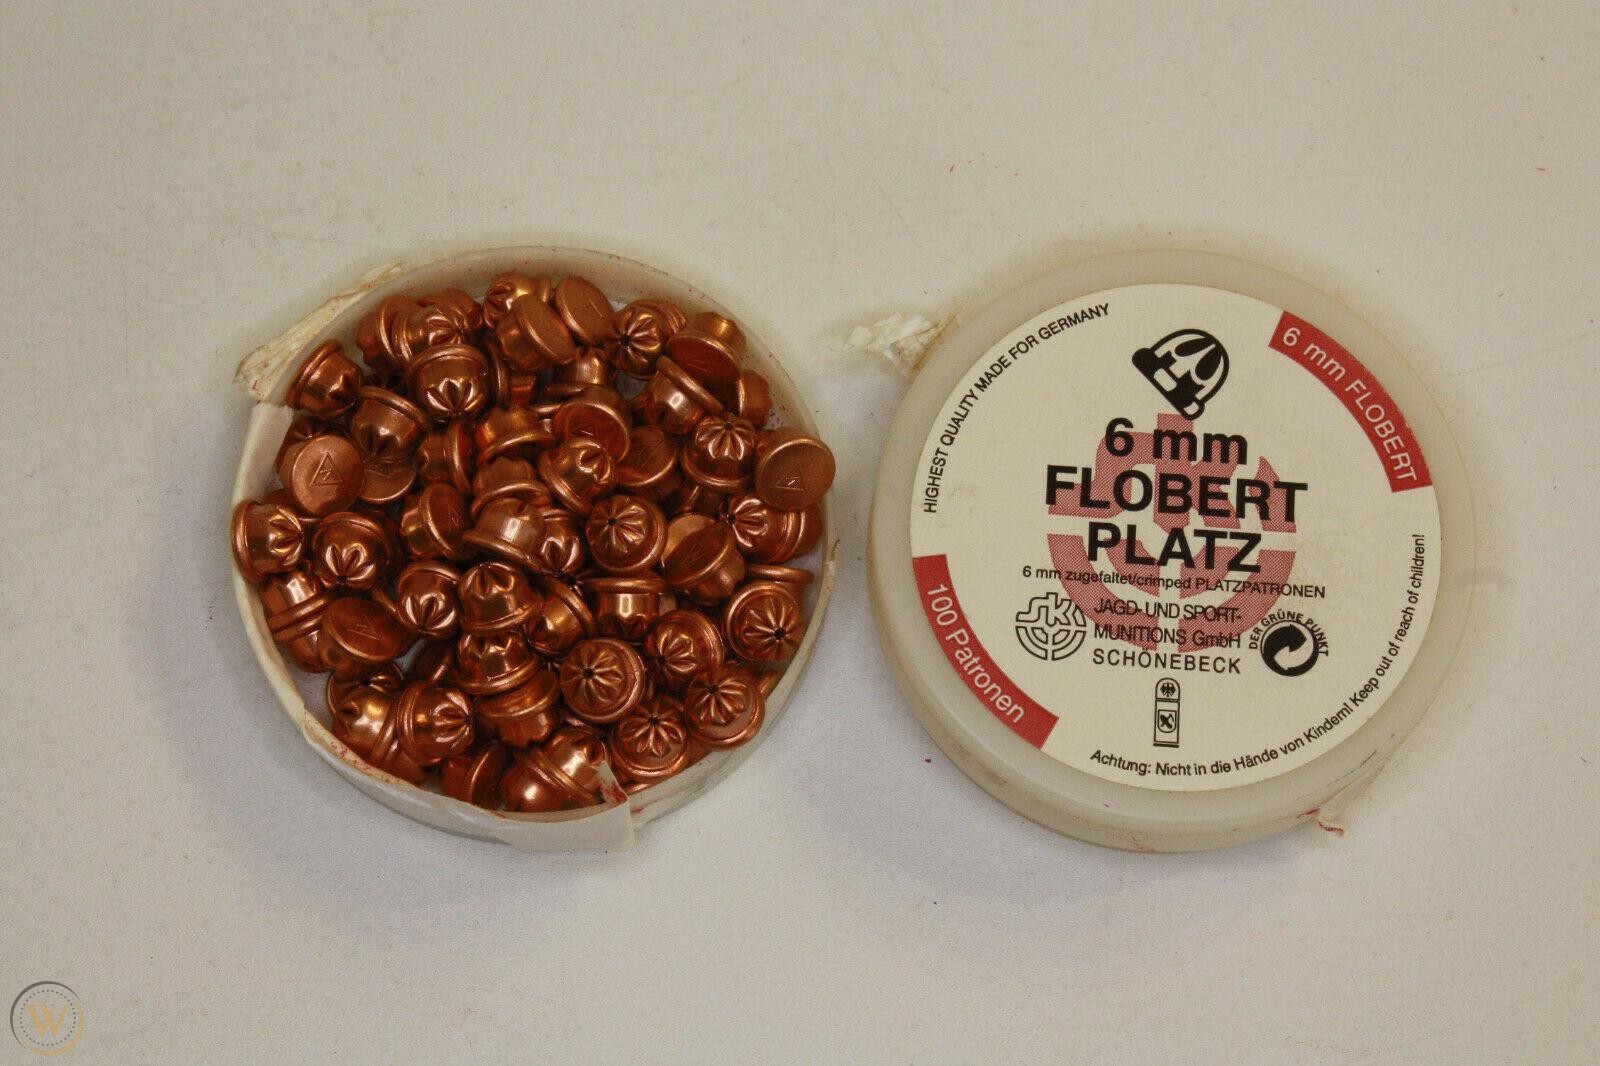 HIGHEST QUALITY MADE FOR GERMANY
6 mm FLOBERT
6 mm
FLOBERT
PLATZ
6 mm zugefaltet/crimped PLATZPATRONEN
SK
JAGD- UND SPORT-
MUNITIONS GmbH
SCHÖNEBECK
DER GRÜNE PUNKT
100 Patronen
Achtung: Nicht in die Hände von Kindern! Keep out of reach of children!
W